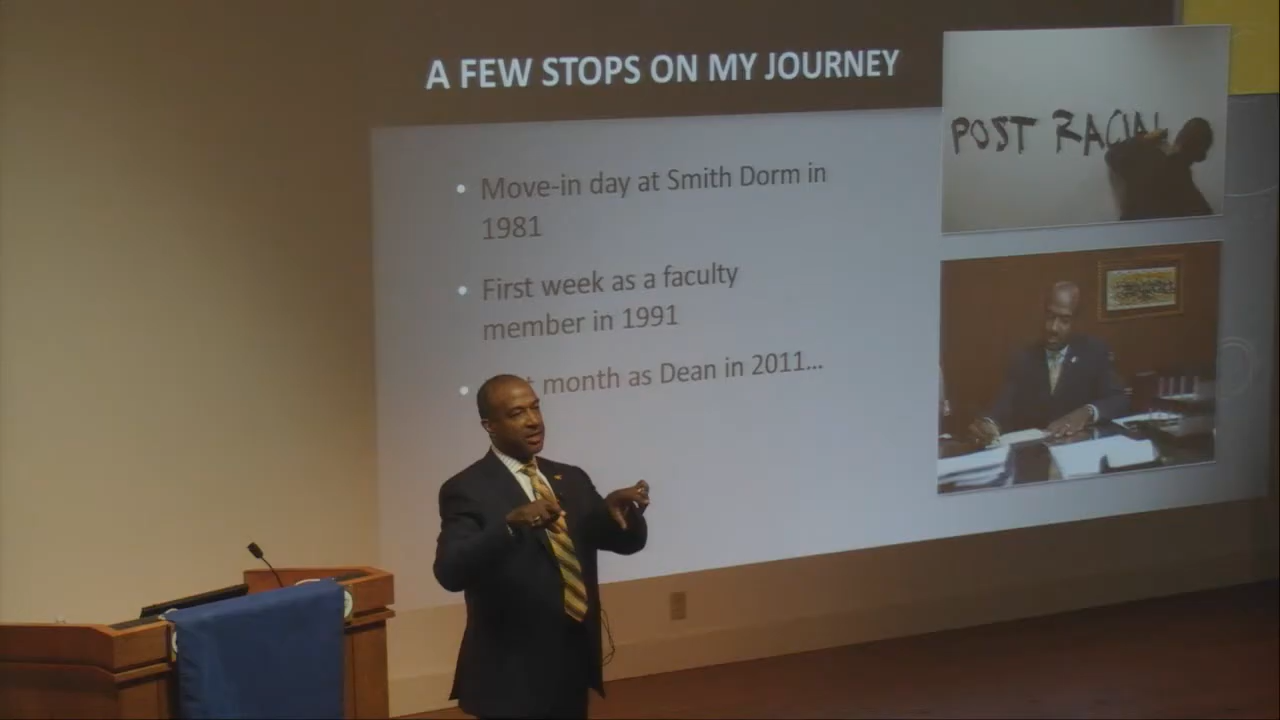 A FEW STOPS ON MY JOURNEY
POST RACIAL
• Move-in day at Smith Dorm in
1981
• First week as a faculty
member in 1991
• month as Dean in 2011...